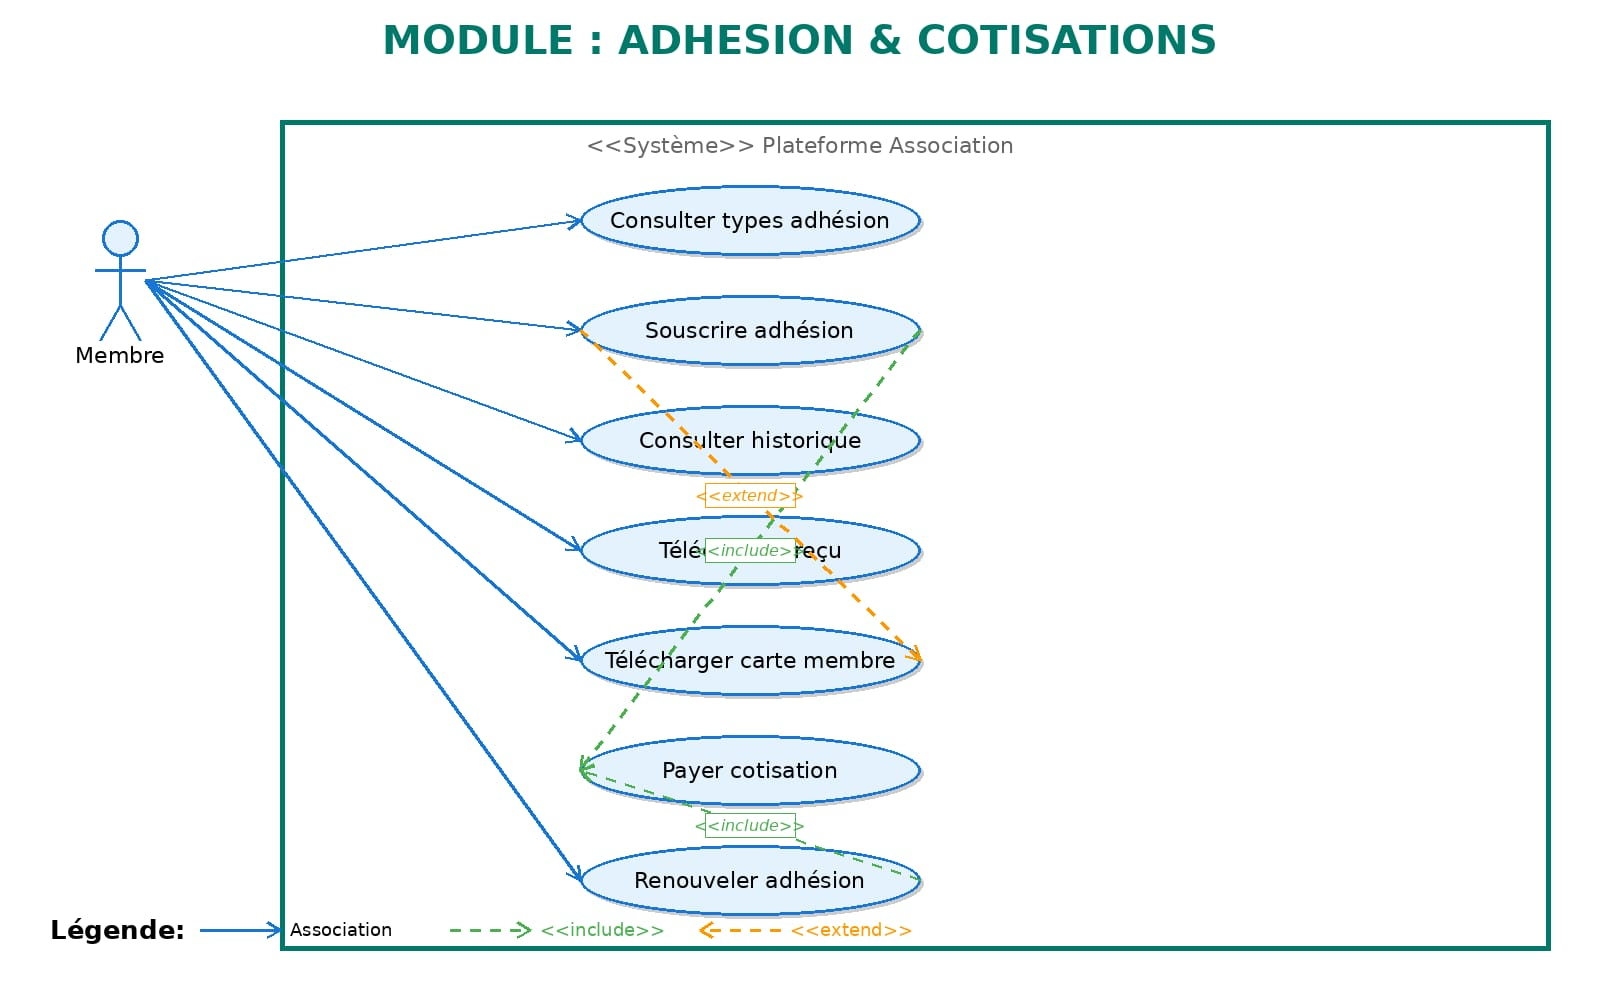 MODULE : ADHESION & COTISATIONS
<<Système>> Plateforme Association
Consulter types adhésion
Souscrire adhésion
Membre
Consulter historique
<<extend>>
reçu
<<include>>
Télécharger carte membre
Payer cotisation
<<include>>
Renouveler adhésion
Légende:
Association
<<include>>
<<extend>>